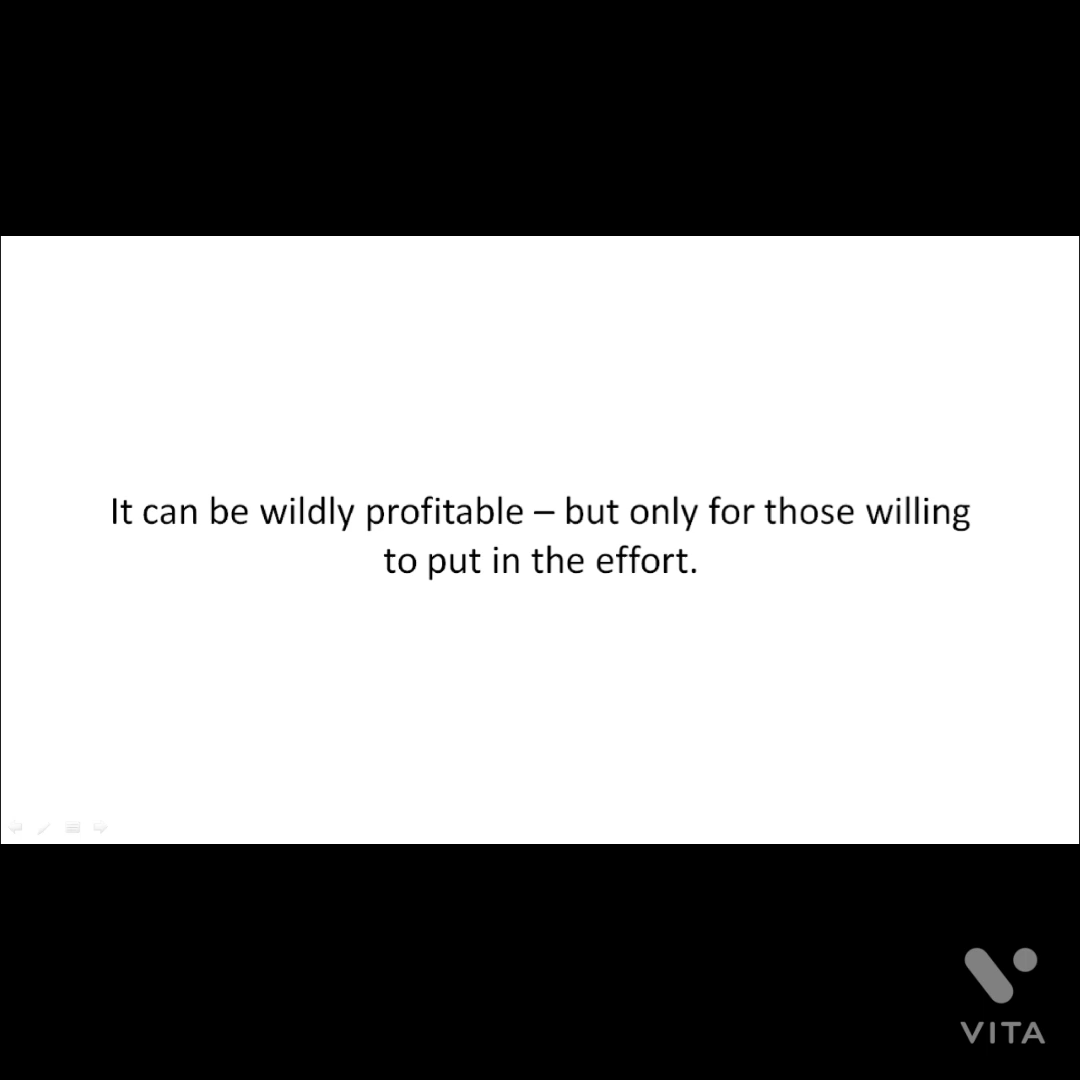 It can be wildly profitable – but only for those willing
to put in the effort.
VITA